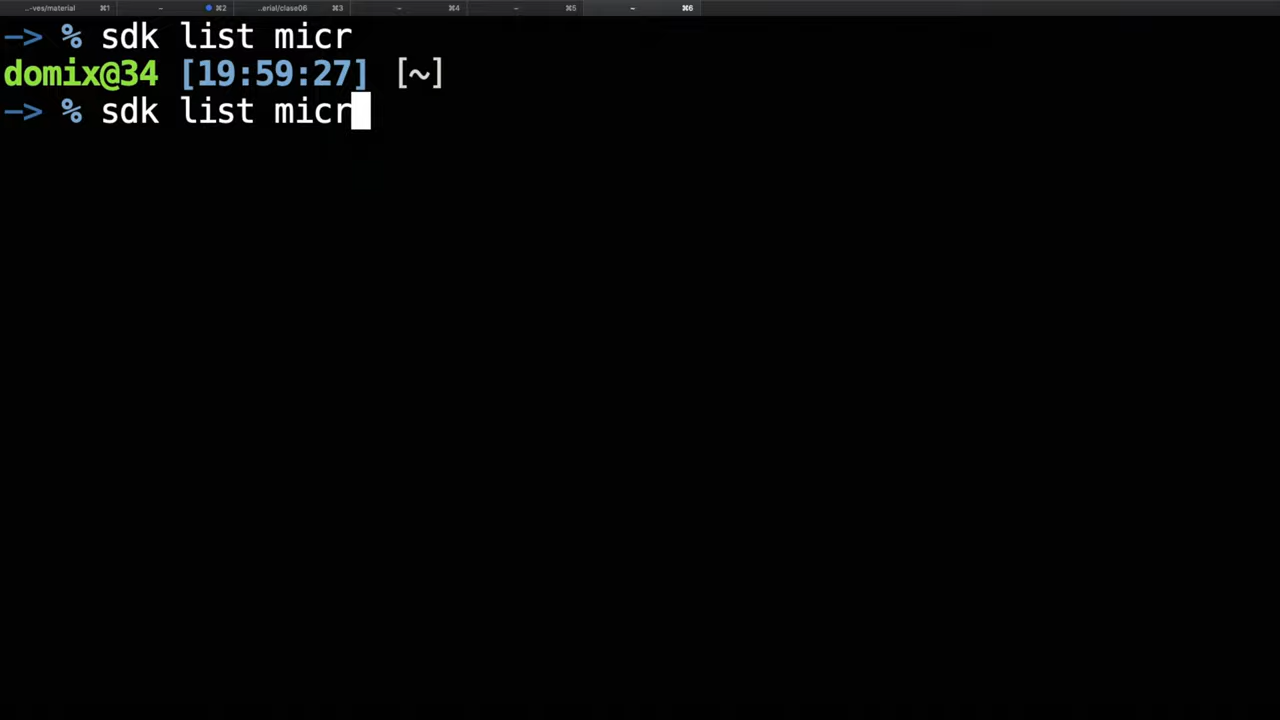 ..-ves/material ⌘1 ~ ⌘2 ..erial/clase06 ⌘3 ~ ⌘4 ~ ⌘5 ~ ⌘6
-> % sdk list micr
domix@34 [19:59:27] [~]
-> % sdk list micr